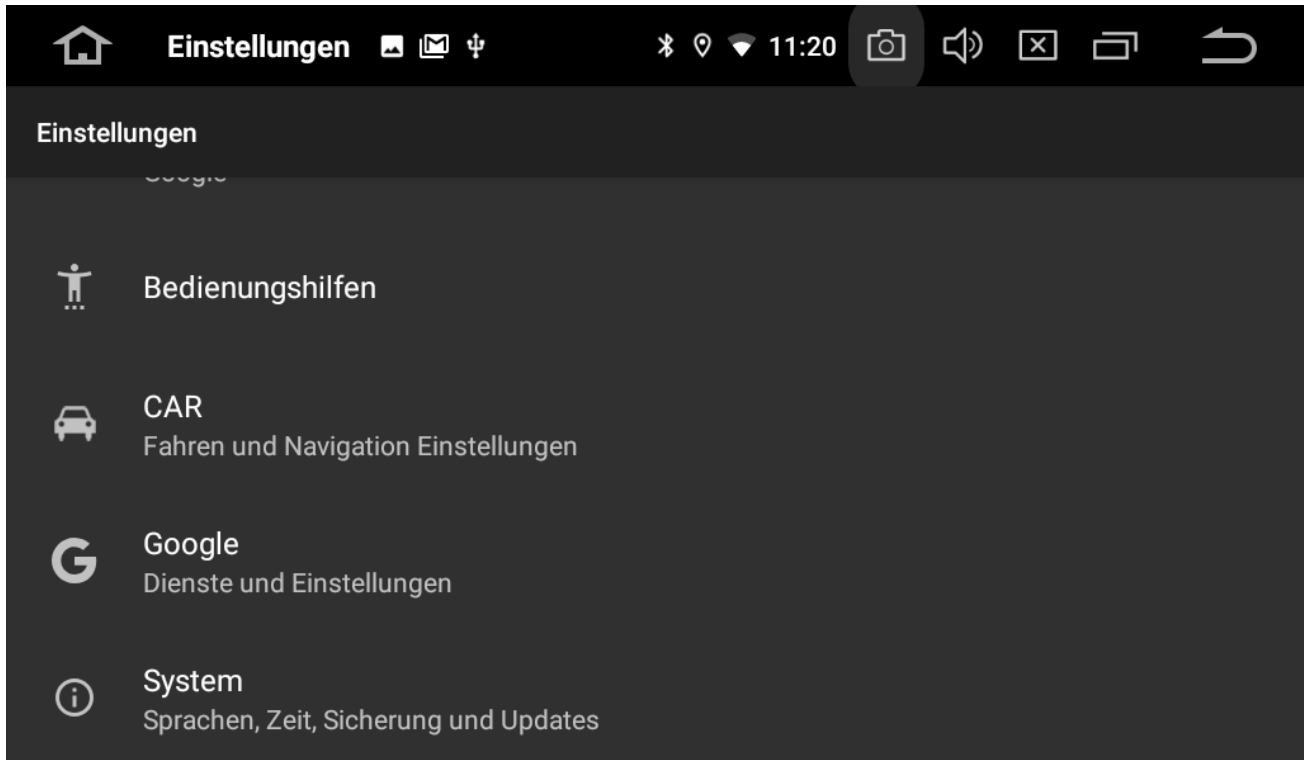 Einstellungen 11:20
Einstellungen
Google
Bedienungshilfen
CAR
Fahren und Navigation Einstellungen
Google
Dienste und Einstellungen
System
Sprachen, Zeit, Sicherung und Updates